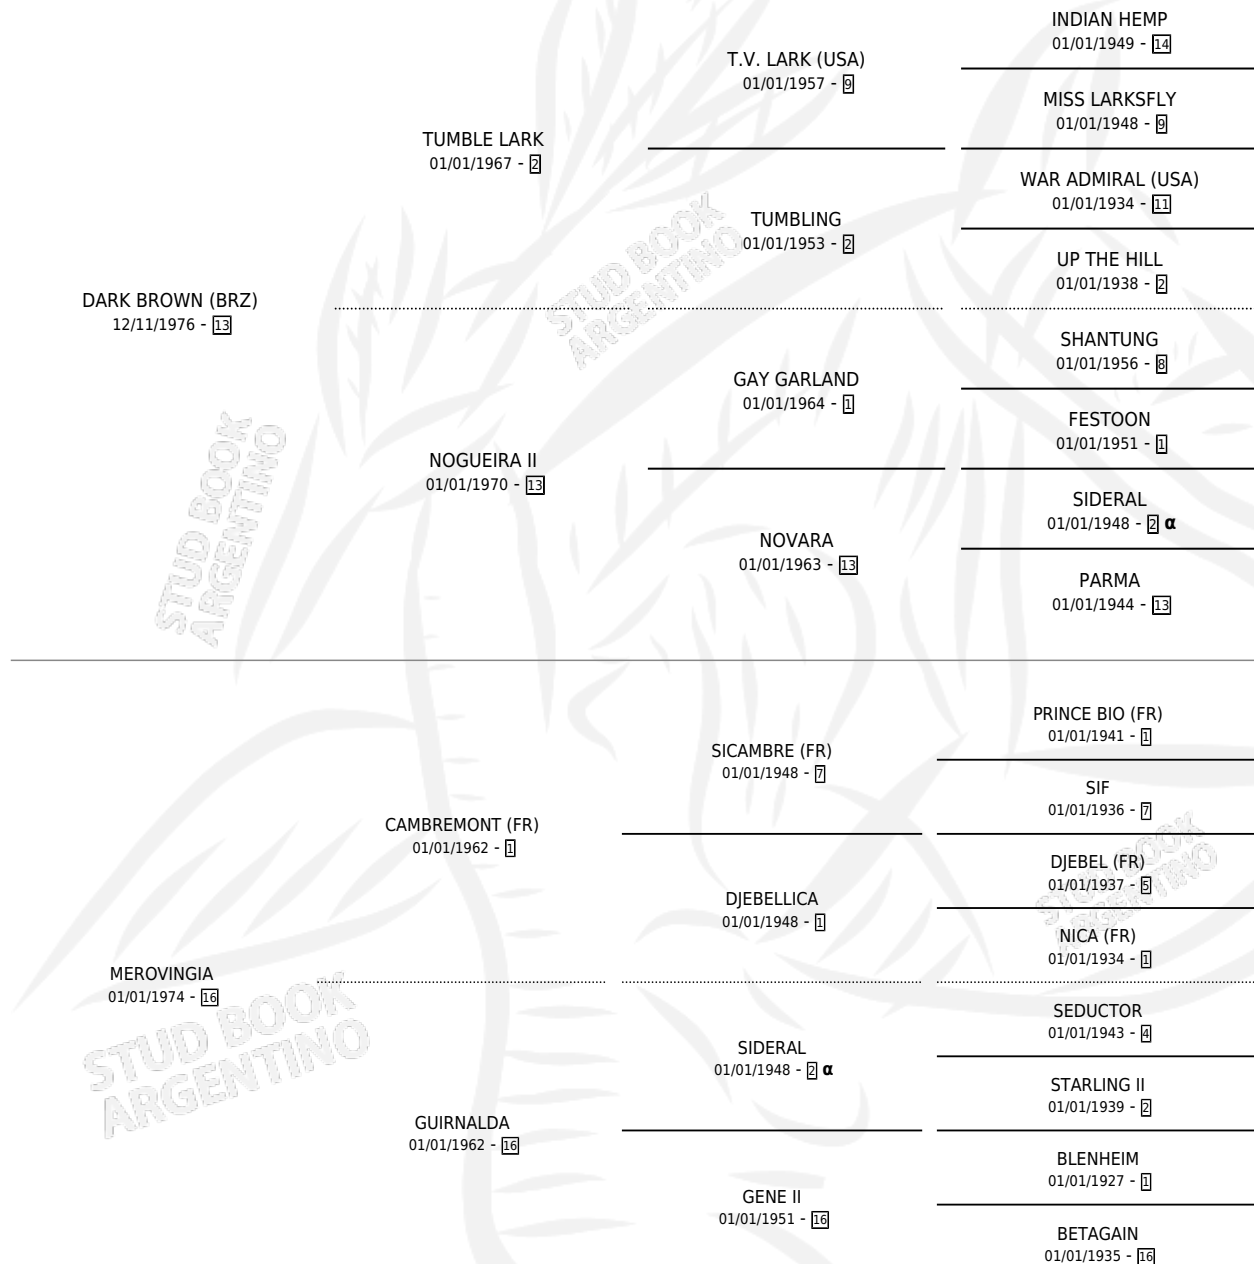 INDIAN HEMP
01/01/1949 - 14
T.V. LARK (USA)
01/01/1957 - 9
MISS LARKSFLY
01/01/1948 - 9
TUMBLE LARK
01/01/1967 - 2
WAR ADMIRAL (USA)
01/01/1934 - 11
TUMBLING
01/01/1953 - 2
UP THE HILL
01/01/1938 - 2
DARK BROWN (BRZ)
12/11/1976 - 13
SHANTUNG
01/01/1956 - 8
GAY GARLAND
01/01/1964 - 1
FESTOON
01/01/1951 - 1
NOGUEIRA II
01/01/1970 - 13
SIDERAL
01/01/1948 - 2 α
NOVARA
01/01/1963 - 13
PARMA
01/01/1944 - 13
STUD BOOK
ARGENTINO
STUD BOOK
ARGENTINO
PRINCE BIO (FR)
01/01/1941 - 1
SICAMBRE (FR)
01/01/1948 - 7
SIF
01/01/1936 - 7
CAMBREMONT (FR)
01/01/1962 - 1
DJEBEL (FR)
01/01/1937 - 5
DJEBELLICA
01/01/1948 - 1
NICA (FR)
01/01/1934 - 1
MEROVINGIA
01/01/1974 - 16
SEDUCTOR
01/01/1943 - 4
SIDERAL
01/01/1948 - 2 α
STARLING II
01/01/1939 - 2
GUIRNALDA
01/01/1962 - 16
BLENHEIM
01/01/1927 - 1
GENE II
01/01/1951 - 16
BETAGAIN
01/01/1935 - 16
STUD BOOK
ARGENTINO
STUD BOOK
ARGENTINO